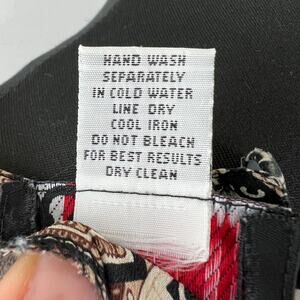 HAND WASH
SEPARATELY
IN COLD WATER
LINE DRY
COOL IRON
DO NOT BLEACH
FOR BEST RESULTS
DRY CLEAN